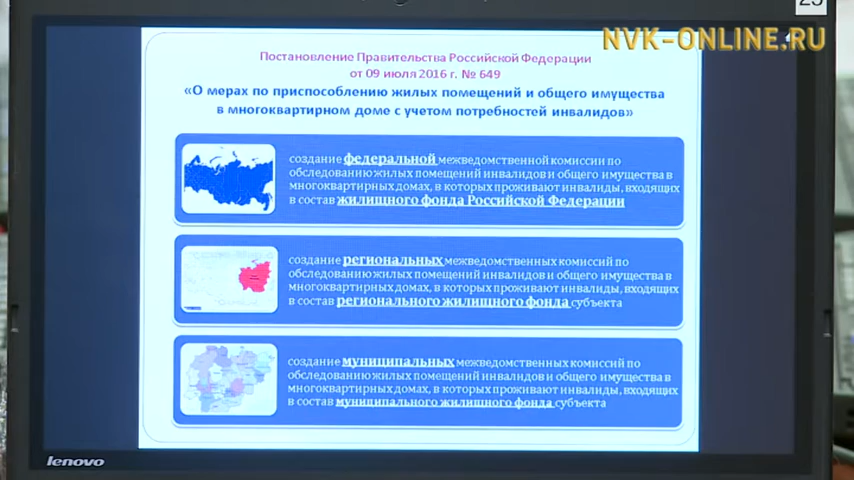 25
NVK-ONLINE.RU
Постановление Правительства Российской Федерации
от 09 июля 2016 г. № 649
«О мерах по приспособлению жилых помещений и общего имущества
в многоквартирном доме с учетом потребностей инвалидов»
создание федеральной межведомственной комиссии по
обследованию жилых помещений инвалидов и общего имущества в
многоквартирных домах, в которых проживают инвалиды, входящих
в состав жилищного фонда Российской Федерации
создание региональных межведомственных комиссий по
обследованию жилых помещений инвалидов и общего имущества в
многоквартирных домах, в которых проживают инвалиды, входящих
в состав регионального жилищного фонда субъекта
создание муниципальных межведомственных комиссий по
обследованию жилых помещений инвалидов и общего имущества в
многоквартирных домах, в которых проживают инвалиды, входящих
в состав муниципального жилищного фонда субъекта
lenovo